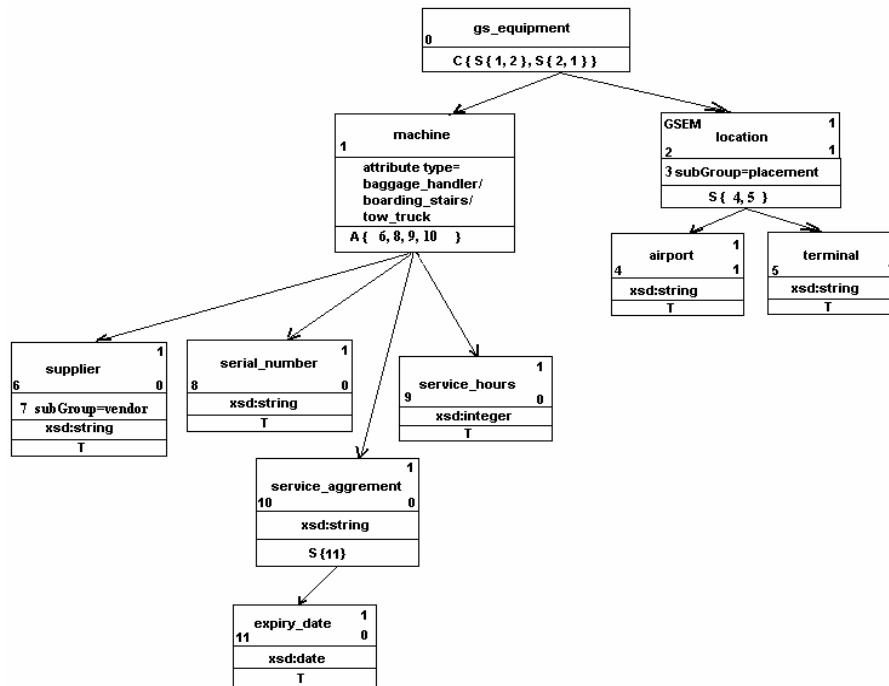 gs_equipment
0
C { S { 1, 2 }, S { 2, 1 } }
machine
1
attribute type=
baggage_handler/
boarding_stairs/
tow_truck
A { 6, 8, 9, 10 }
GSEM 1
location
2 1
3 subGroup=placement
S { 4, 5 }
1
airport
4 1
xsd:string
T
1
terminal
5
xsd:string
T
1
supplier
6 0
7 subGroup=vendor
xsd:string
T
1
serial_number
8 0
xsd:string
T
1
service_hours
9 0
xsd:integer
T
1
service_aggrement
10 0
xsd:string
S {11}
expiry_date 1
11 0
xsd:date
T